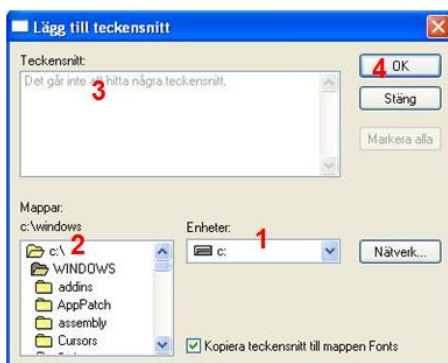 Lägg till teckensnitt
Teckensnitt:
Det går inte att hitta några teckensnitt.
3
4 OK
Stäng
Markera alla
Mappar:
c:\windows
Enheter:
c:\
2
1
c:
Nätverk...
WINDOWS
addins
AppPatch
assembly
Cursors
Kopiera teckensnitt till mappen Fonts